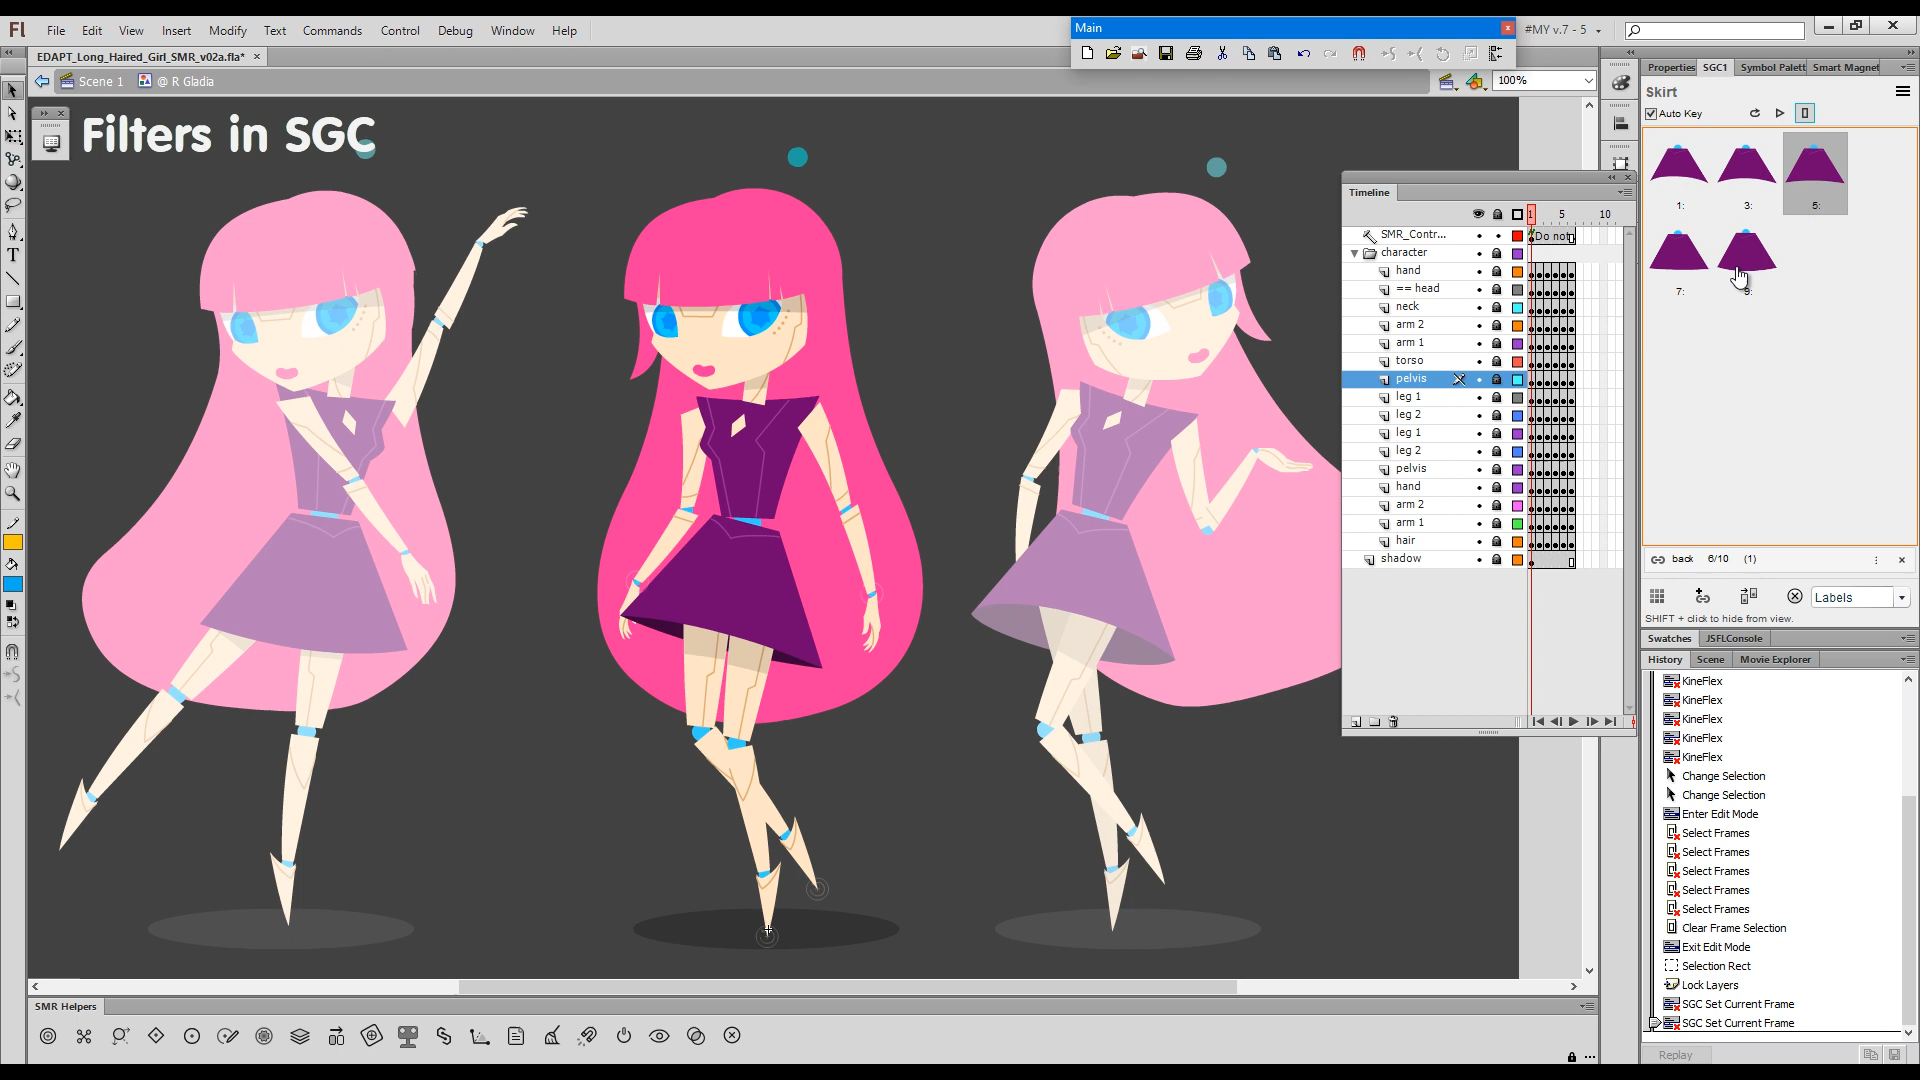 Fl File Edit View Insert Modify Text Commands Control Debug Window Help
Main
#MY v.7 - 5
EDAPT_Long_Haired_Girl_SMR_v02a.fla*
Scene 1 @ R Gladia
100%
Filters in SGC
Timeline
1 5 10
SMR_Contr...
Do not
character
hand
== head
neck
arm 2
arm 1
torso
pelvis
leg 1
leg 2
leg 1
leg 2
pelvis
hand
arm 2
arm 1
hair
shadow
Properties SGC1 Symbol Palett Smart Magnet
Skirt
Auto Key
1: 3: 5:
7: 9:
back 6/10 (1)
Labels
SHIFT + click to hide from view.
Swatches JSFLConsole
History Scene Movie Explorer
KineFlex
KineFlex
KineFlex
KineFlex
KineFlex
Change Selection
Change Selection
Enter Edit Mode
Select Frames
Select Frames
Select Frames
Select Frames
Select Frames
Clear Frame Selection
Exit Edit Mode
Selection Rect
Lock Layers
SGC Set Current Frame
SGC Set Current Frame
Replay
SMR Helpers